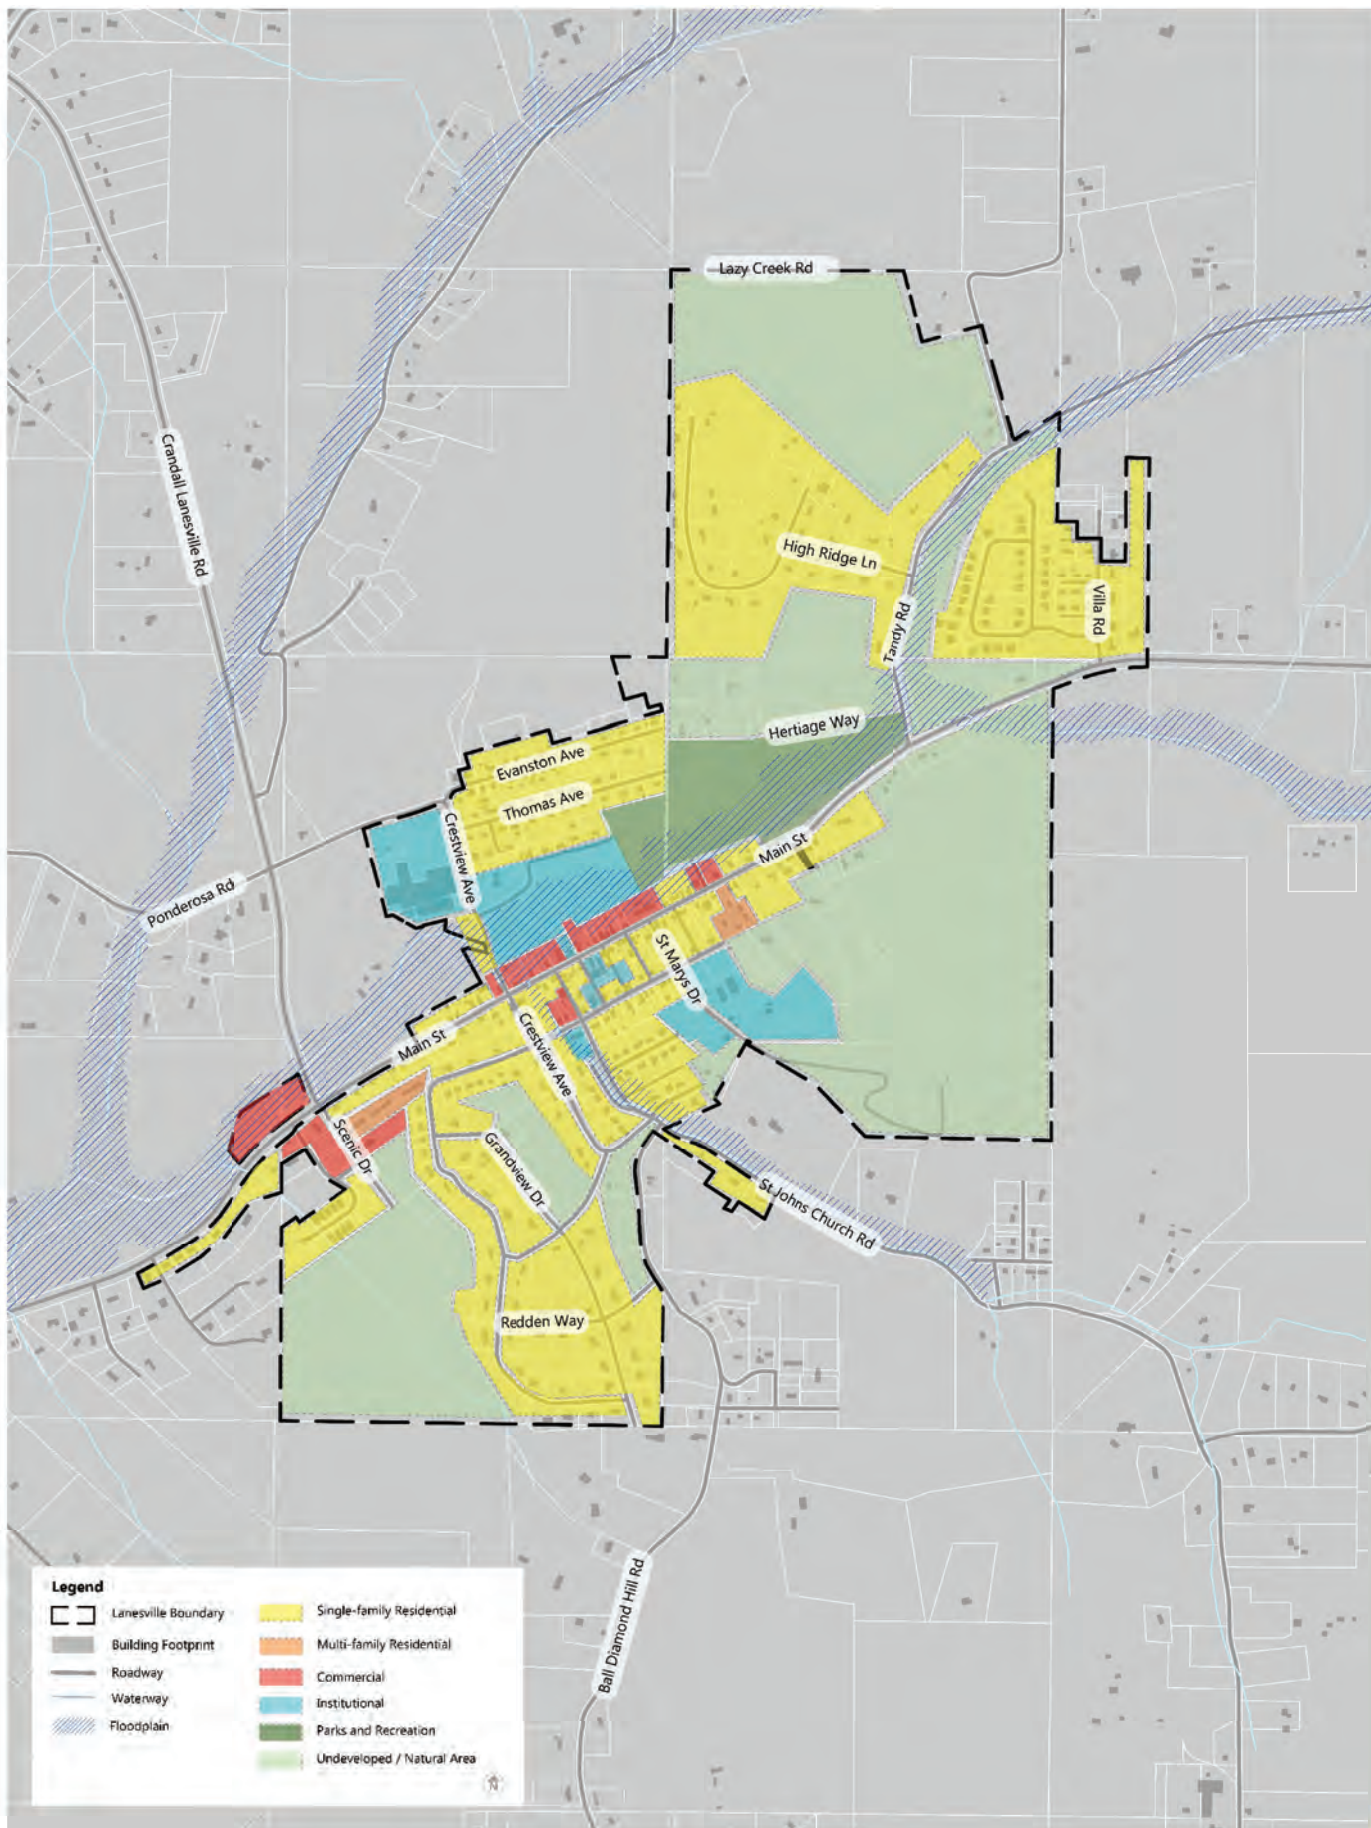 Lazy Creek Rd
Crandall Lanesville Rd
High Ridge Ln
Villa Rd
Tandy Rd
Hertiage Way
Evanston Ave
Thomas Ave
Crestview Ave
Main St
Ponderosa Rd
St Marys Dr
Main St
Crestview Ave
Scenic Dr
Grandview Dr
St Johns Church Rd
Redden Way
Ball Diamond Hill Rd
Legend
Lanesville Boundary
Building Footprint
Roadway
Waterway
Floodplain
Single-family Residential
Multi-family Residential
Commercial
Institutional
Parks and Recreation
Undeveloped / Natural Area
N